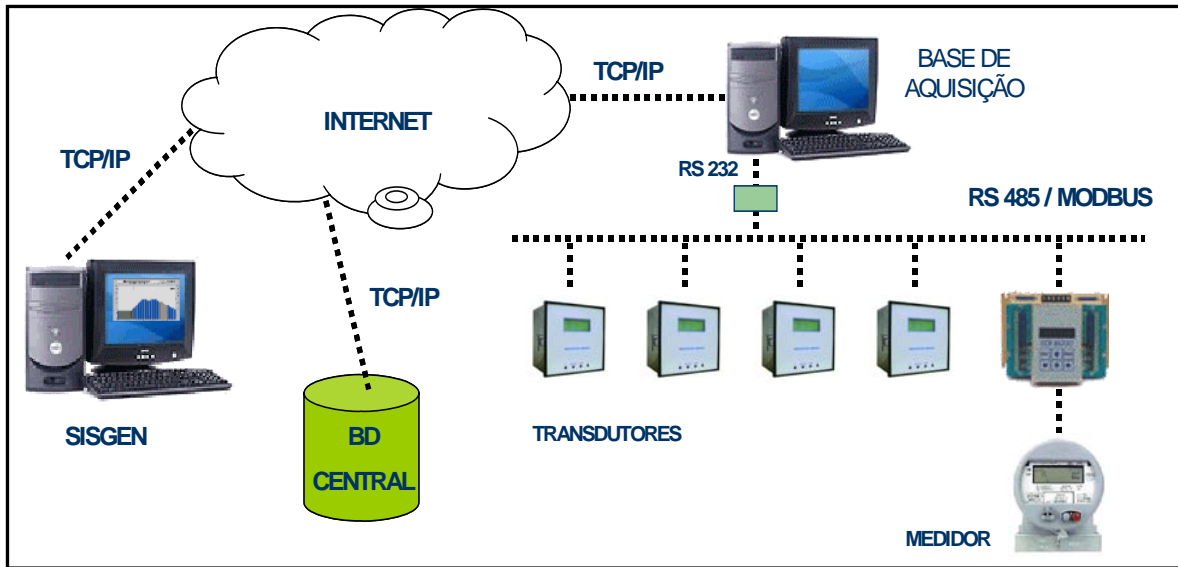 BASE DE
AQUISIÇÃO
TCP/IP
INTERNET
TCP/IP
RS 232
RS 485 / MODBUS
TCP/IP
SISGEN
BD
CENTRAL
TRANSDUTORES
MEDIDOR